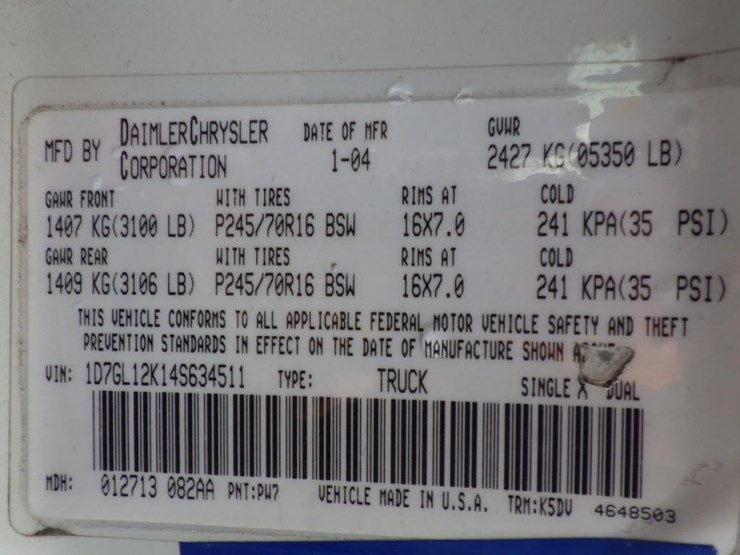 MFD BY DAIMLERCHRYSLER CORPORATION DATE OF MFR 1-04 GVWR 2427 KG(05350 LB)
GAWR FRONT WITH TIRES RIMS AT COLD
1407 KG(3100 LB) P245/70R16 BSW 16X7.0 241 KPA(35 PSI)
GAWR REAR WITH TIRES RIMS AT COLD
1409 KG(3106 LB) P245/70R16 BSW 16X7.0 241 KPA(35 PSI)
THIS VEHICLE CONFORMS TO ALL APPLICABLE FEDERAL MOTOR VEHICLE SAFETY AND THEFT
PREVENTION STANDARDS IN EFFECT ON THE DATE OF MANUFACTURE SHOWN
VIN: 1D7GL12K14S634511 TYPE: TRUCK SINGLE X DUAL
MDH: 012713 082AA PNT:PW7 VEHICLE MADE IN U.S.A. TRM:K5DV 4648503